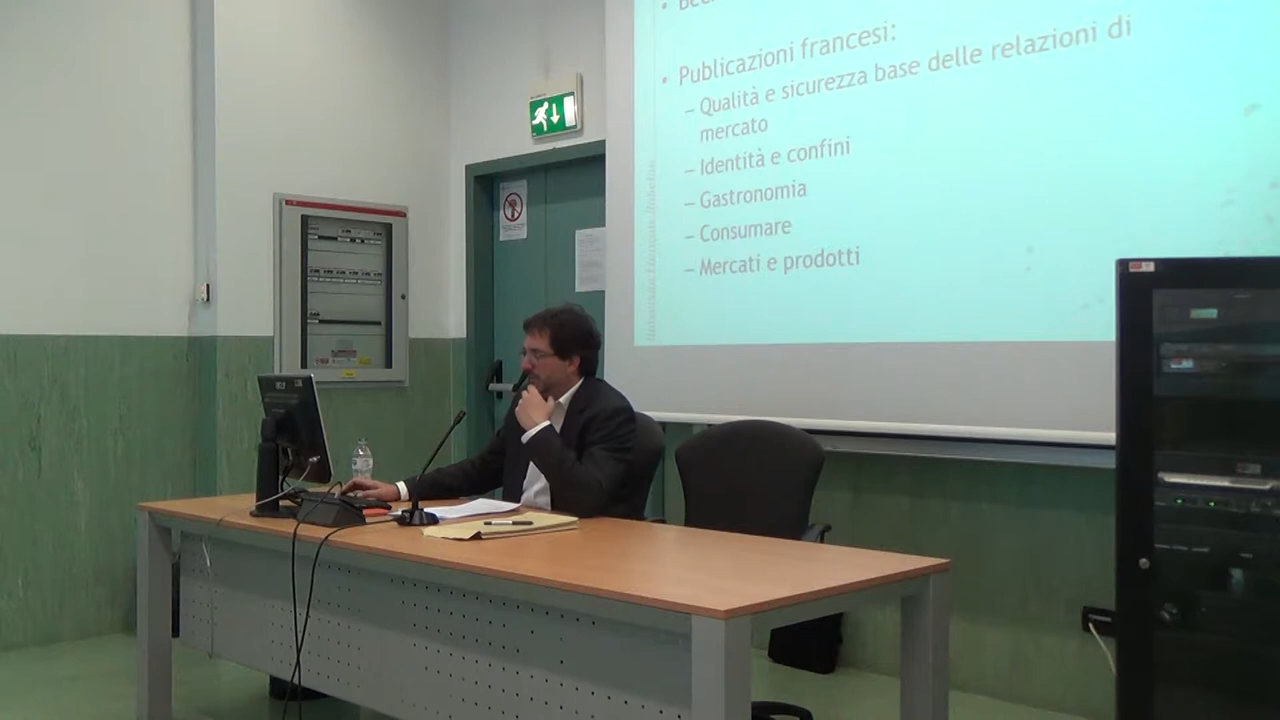 • Publicazioni francesi:
– Qualità e sicurezza base delle relazioni di
mercato
– Identità e confini
– Gastronomia
– Consumare
– Mercati e prodotti